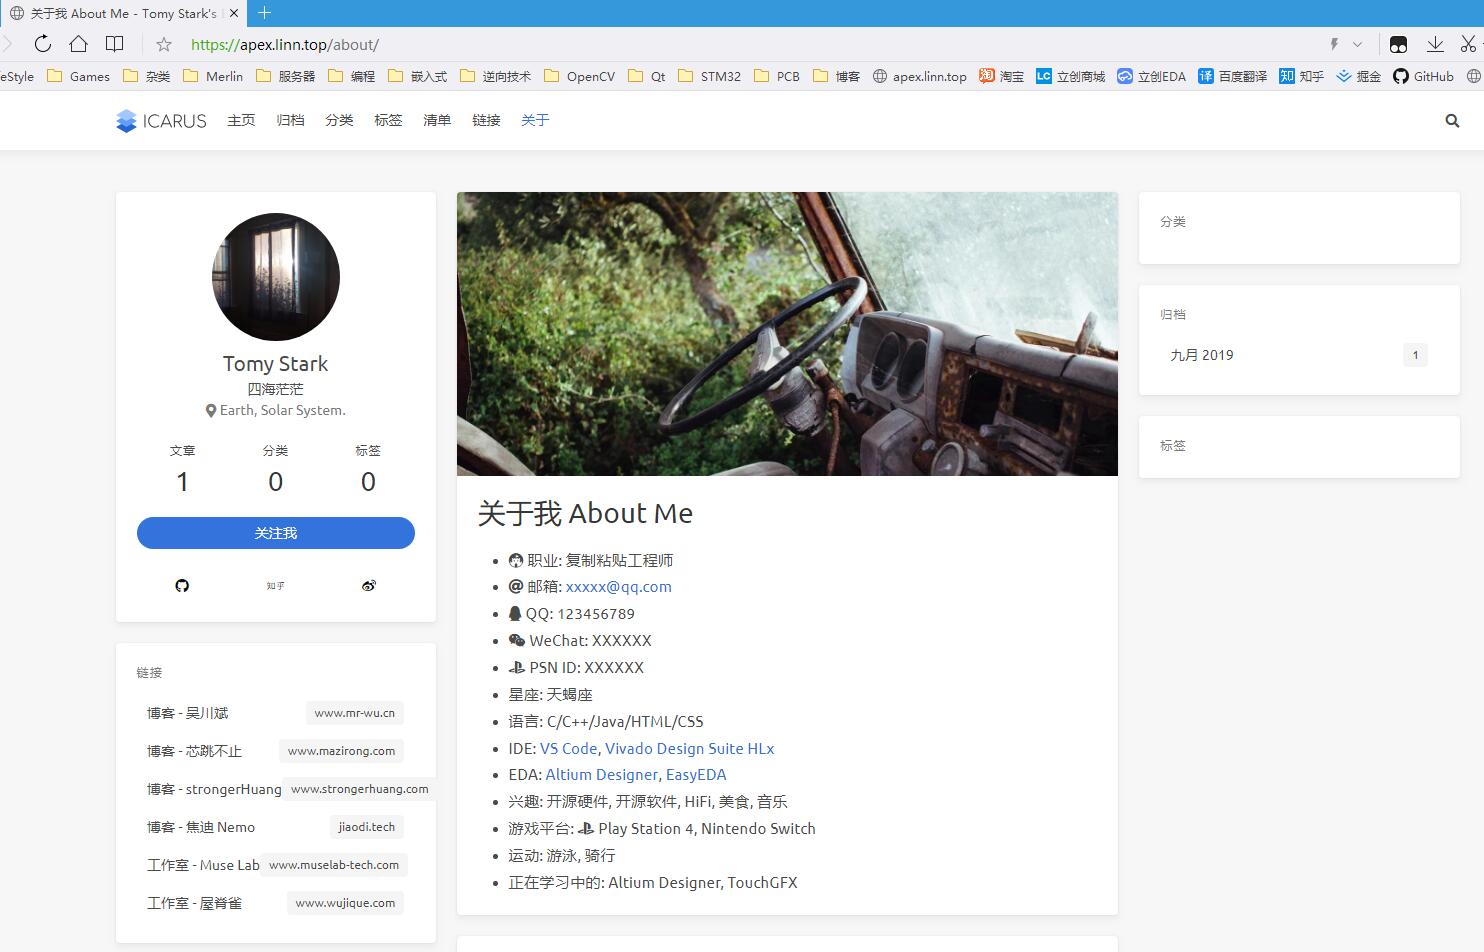 关于我 About Me - Tomy Stark's
https://apex.linn.top/about/
eStyle Games 杂类 Merlin 服务器 编程 嵌入式 逆向技术 OpenCV Qt STM32 PCB 博客 apex.linn.top 淘 淘宝 LC 立创商城 立创EDA 译 百度翻译 知 知乎 掘金 GitHub
ICARUS 主页 归档 分类 标签 清单 链接 关于
Tomy Stark
四海茫茫
Earth, Solar System.
文章 分类 标签
1 0 0
关注我
知乎
链接
博客 - 吴川斌 www.mr-wu.cn
博客 - 芯跳不止 www.mazirong.com
博客 - strongerHuang www.strongerhuang.com
博客 - 焦迪 Nemo jiaodi.tech
工作室 - Muse Lab www.muselab-tech.com
工作室 - 屋脊雀 www.wujique.com
关于我 About Me
职业: 复制粘贴工程师
邮箱: xxxxx@qq.com
QQ: 123456789
WeChat: XXXXXX
PSN ID: XXXXXX
星座: 天蝎座
语言: C/C++/Java/HTML/CSS
IDE: VS Code, Vivado Design Suite HLx
EDA: Altium Designer, EasyEDA
兴趣: 开源硬件, 开源软件, HiFi, 美食, 音乐
游戏平台: Play Station 4, Nintendo Switch
运动: 游泳, 骑行
正在学习中的: Altium Designer, TouchGFX
分类
归档
九月 2019 1
标签